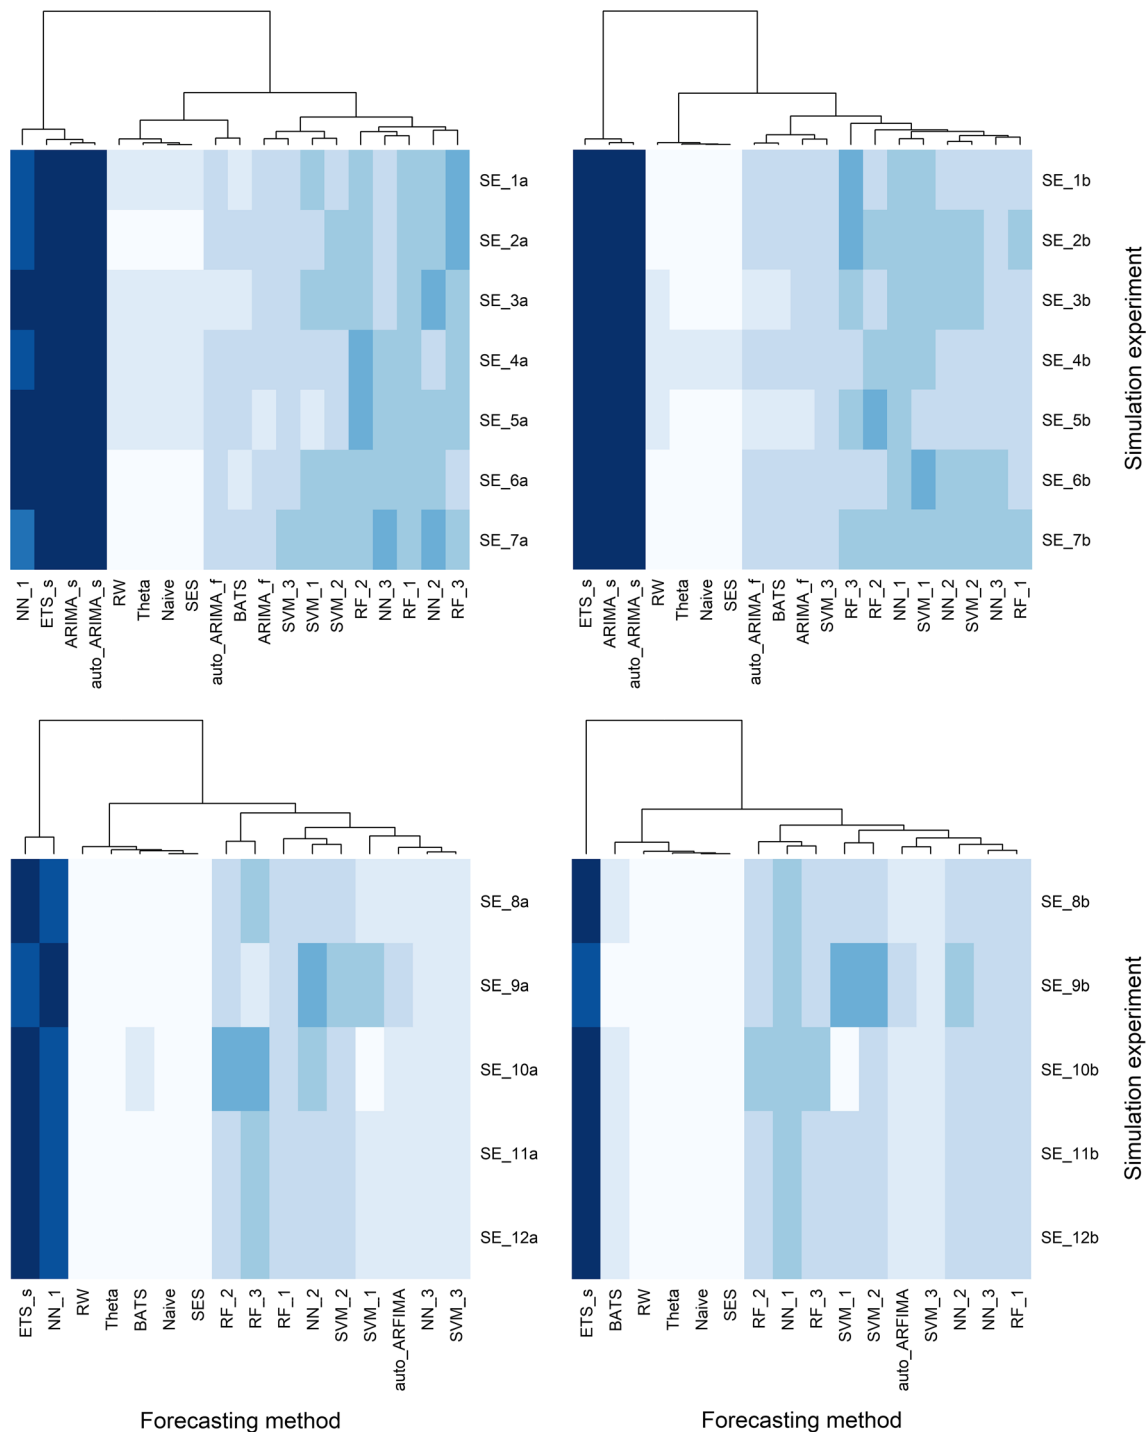 SE_1a
SE_2a
SE_3a
SE_4a
SE_5a
SE_6a
SE_7a
NN_1
ETS_s
ARIMA_s
auto_ARIMA_s
RW
Theta
Naive
SES
auto_ARIMA_f
BATS
ARIMA_f
SVM_3
SVM_1
SVM_2
RF_2
NN_3
RF_1
NN_2
RF_3
SE_1b
SE_2b
SE_3b
SE_4b
SE_5b
SE_6b
SE_7b
Simulation experiment
ETS_s
ARIMA_s
auto_ARIMA_s
RW
Theta
Naive
SES
auto_ARIMA_f
BATS
ARIMA_f
SVM_3
RF_3
RF_2
NN_1
SVM_1
NN_2
SVM_2
NN_3
RF_1
SE_8a
SE_9a
SE_10a
SE_11a
SE_12a
ETS_s
NN_1
RW
Theta
BATS
Naive
SES
RF_2
RF_3
RF_1
NN_2
SVM_2
SVM_1
auto_ARFIMA
NN_3
SVM_3
Forecasting method
SE_8b
SE_9b
SE_10b
SE_11b
SE_12b
Simulation experiment
ETS_s
BATS
RW
Theta
Naive
SES
RF_2
NN_1
RF_3
SVM_1
SVM_2
auto_ARFIMA
SVM_3
NN_2
NN_3
RF_1
Forecasting method